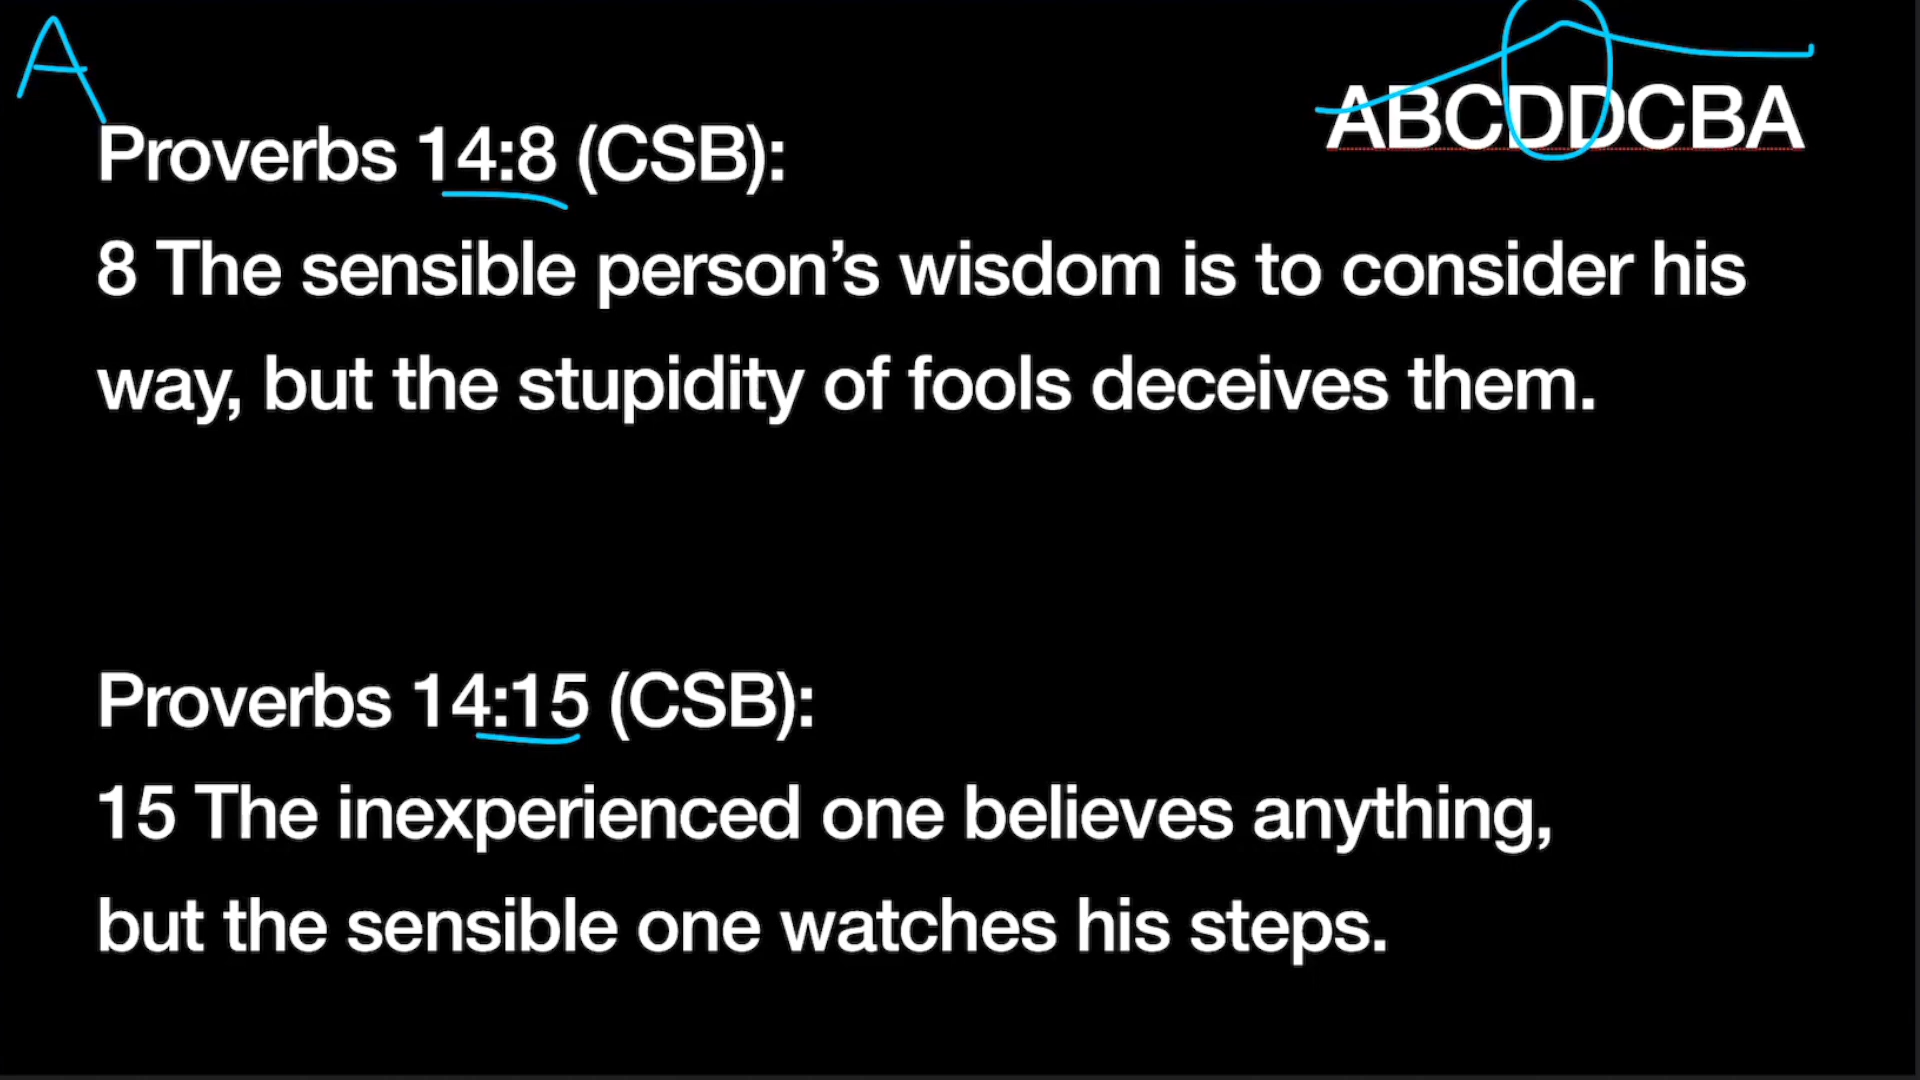 A
ABCDDCBA
Proverbs 14:8 (CSB):
8 The sensible person’s wisdom is to consider his
way, but the stupidity of fools deceives them.
Proverbs 14:15 (CSB):
15 The inexperienced one believes anything,
but the sensible one watches his steps.